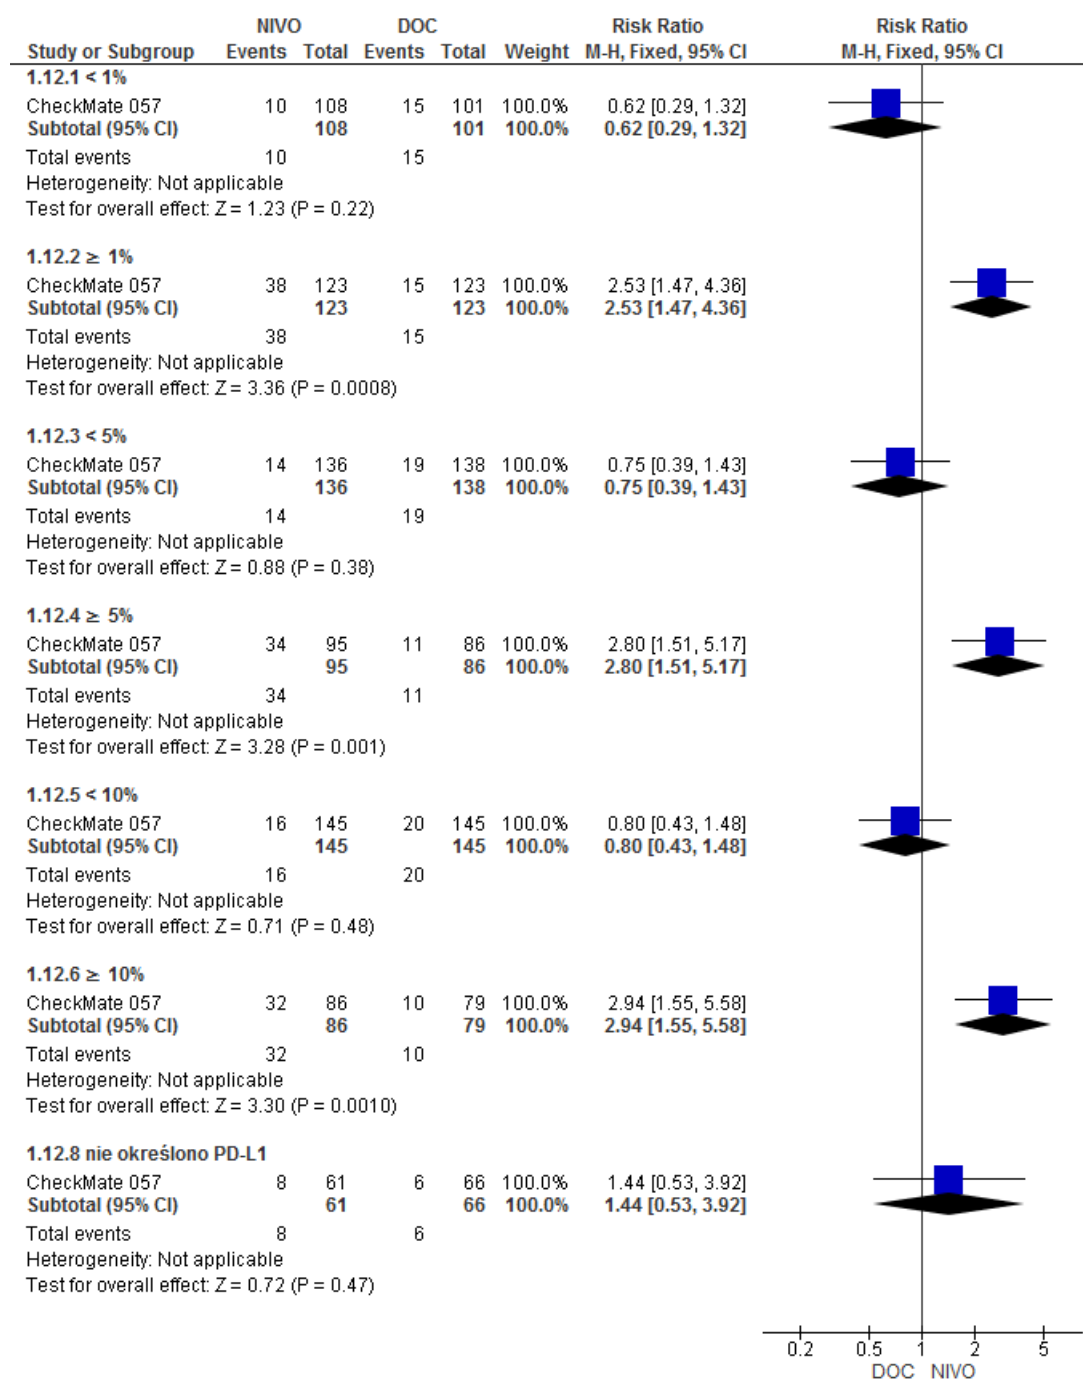 NIVO DOC Risk Ratio Risk Ratio
Study or Subgroup Events Total Events Total Weight M-H, Fixed, 95% CI M-H, Fixed, 95% CI
1.12.1 < 1%
CheckMate 057 10 108 15 101 100.0% 0.62 [0.29, 1.32]
Subtotal (95% CI) 108 101 100.0% 0.62 [0.29, 1.32]
Total events 10 15
Heterogeneity: Not applicable
Test for overall effect: Z = 1.23 (P = 0.22)
1.12.2 ≥ 1%
CheckMate 057 38 123 15 123 100.0% 2.53 [1.47, 4.36]
Subtotal (95% CI) 123 123 100.0% 2.53 [1.47, 4.36]
Total events 38 15
Heterogeneity: Not applicable
Test for overall effect: Z = 3.36 (P = 0.0008)
1.12.3 < 5%
CheckMate 057 14 136 19 138 100.0% 0.75 [0.39, 1.43]
Subtotal (95% CI) 136 138 100.0% 0.75 [0.39, 1.43]
Total events 14 19
Heterogeneity: Not applicable
Test for overall effect: Z = 0.88 (P = 0.38)
1.12.4 ≥ 5%
CheckMate 057 34 95 11 86 100.0% 2.80 [1.51, 5.17]
Subtotal (95% CI) 95 86 100.0% 2.80 [1.51, 5.17]
Total events 34 11
Heterogeneity: Not applicable
Test for overall effect: Z = 3.28 (P = 0.001)
1.12.5 < 10%
CheckMate 057 16 145 20 145 100.0% 0.80 [0.43, 1.48]
Subtotal (95% CI) 145 145 100.0% 0.80 [0.43, 1.48]
Total events 16 20
Heterogeneity: Not applicable
Test for overall effect: Z = 0.71 (P = 0.48)
1.12.6 ≥ 10%
CheckMate 057 32 86 10 79 100.0% 2.94 [1.55, 5.58]
Subtotal (95% CI) 86 79 100.0% 2.94 [1.55, 5.58]
Total events 32 10
Heterogeneity: Not applicable
Test for overall effect: Z = 3.30 (P = 0.0010)
1.12.8 nie określono PD-L1
CheckMate 057 8 61 6 66 100.0% 1.44 [0.53, 3.92]
Subtotal (95% CI) 61 66 100.0% 1.44 [0.53, 3.92]
Total events 8 6
Heterogeneity: Not applicable
Test for overall effect: Z = 0.72 (P = 0.47)
0.2 0.5 1 2 5
DOC NIVO